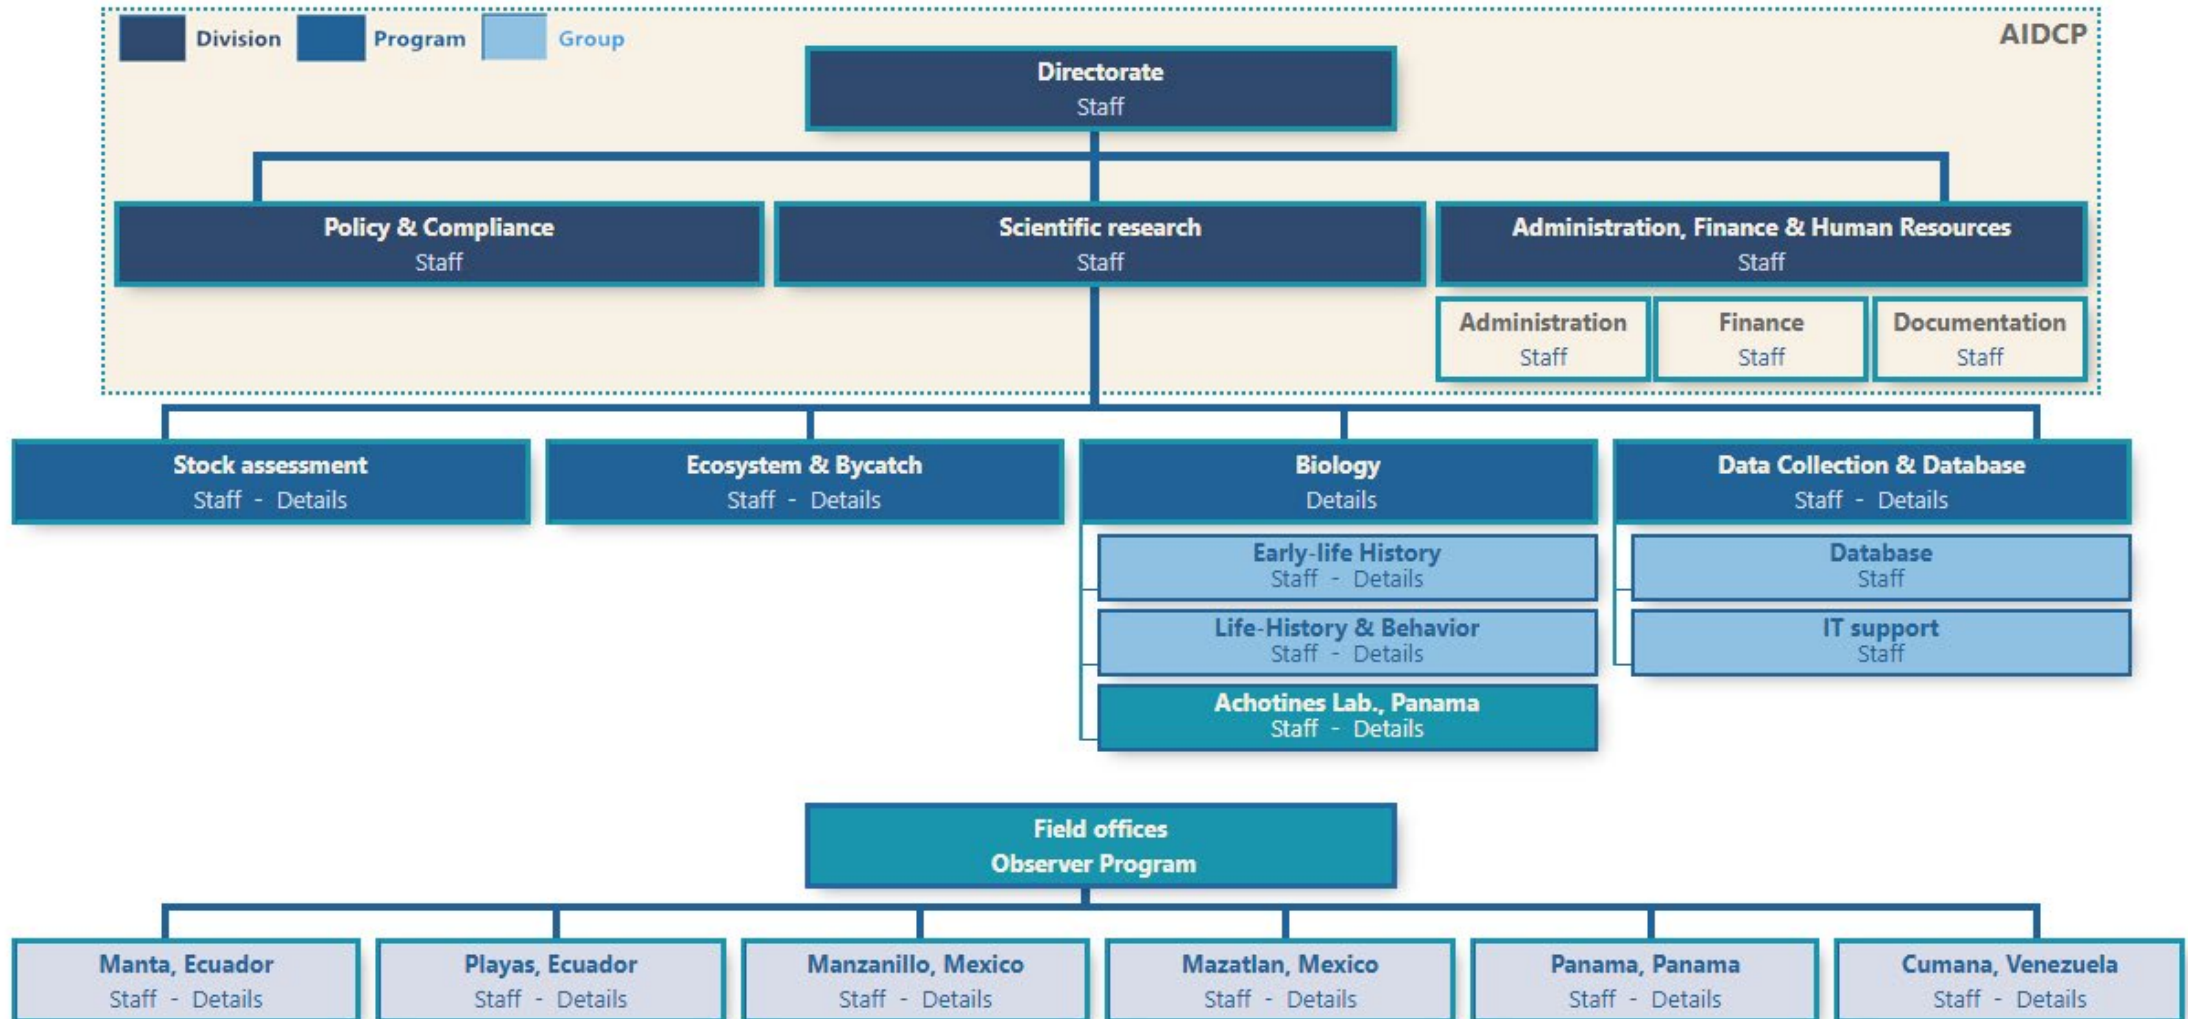 Division Program Group
AIDCP
Directorate
Staff
Policy & Compliance
Staff
Scientific research
Staff
Administration, Finance & Human Resources
Staff
Administration
Staff
Finance
Staff
Documentation
Staff
Stock assessment
Staff - Details
Ecosystem & Bycatch
Staff - Details
Biology
Details
Early-life History
Staff - Details
Life-History & Behavior
Staff - Details
Achotines Lab., Panama
Staff - Details
Data Collection & Database
Staff - Details
Database
Staff
IT support
Staff
Field offices
Observer Program
Manta, Ecuador
Staff - Details
Playas, Ecuador
Staff - Details
Manzanillo, Mexico
Staff - Details
Mazatlan, Mexico
Staff - Details
Panama, Panama
Staff - Details
Cumana, Venezuela
Staff - Details